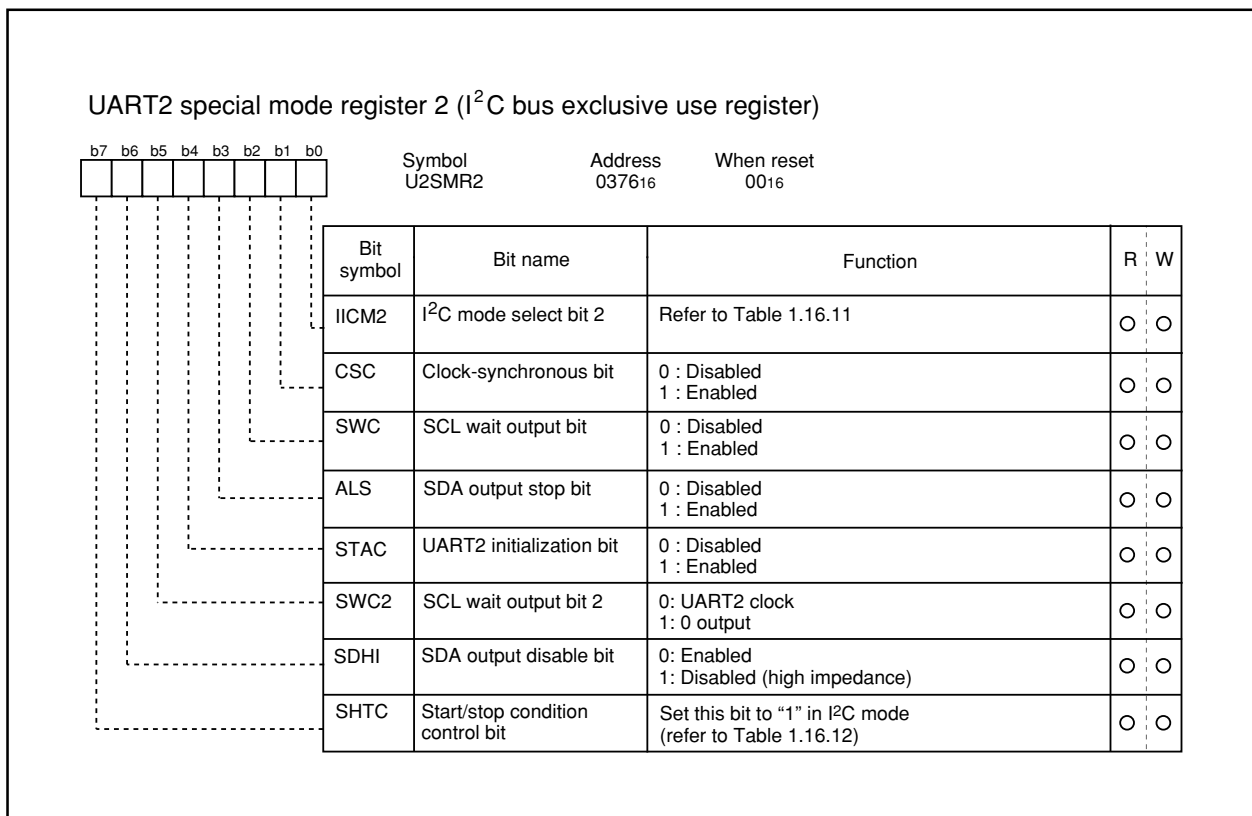 UART2 special mode register 2 (I²C bus exclusive use register)
b7 b6 b5 b4 b3 b2 b1 b0
Symbol Address When reset
U2SMR2 037616 0016
Bit symbol Bit name Function R W
IICM2 I²C mode select bit 2 Refer to Table 1.16.11
CSC Clock-synchronous bit 0 : Disabled
1 : Enabled
SWC SCL wait output bit 0 : Disabled
1 : Enabled
ALS SDA output stop bit 0 : Disabled
1 : Enabled
STAC UART2 initialization bit 0 : Disabled
1 : Enabled
SWC2 SCL wait output bit 2 0: UART2 clock
1: 0 output
SDHI SDA output disable bit 0: Enabled
1: Disabled (high impedance)
SHTC Start/stop condition Set this bit to “1” in I²C mode
control bit (refer to Table 1.16.12)